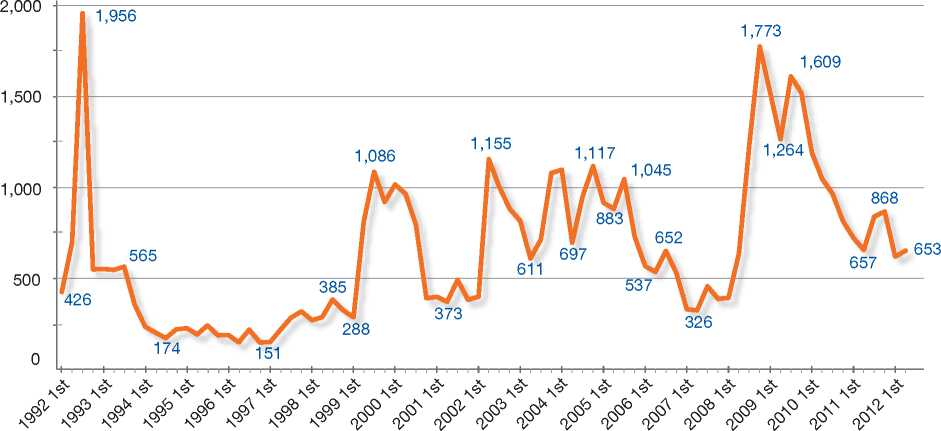 2,000
1,956
1,773
1,609
1,500
1,155
1,117
1,086
1,264
1,045
1,000
868
883
565
611
697
652
657
653
500
426
385
373
537
326
288
174
151
0
1992 1st
1993 1st
1994 1st
1995 1st
1996 1st
1997 1st
1998 1st
1999 1st
2000 1st
2001 1st
2002 1st
2003 1st
2004 1st
2005 1st
2006 1st
2007 1st
2008 1st
2009 1st
2010 1st
2011 1st
2012 1st